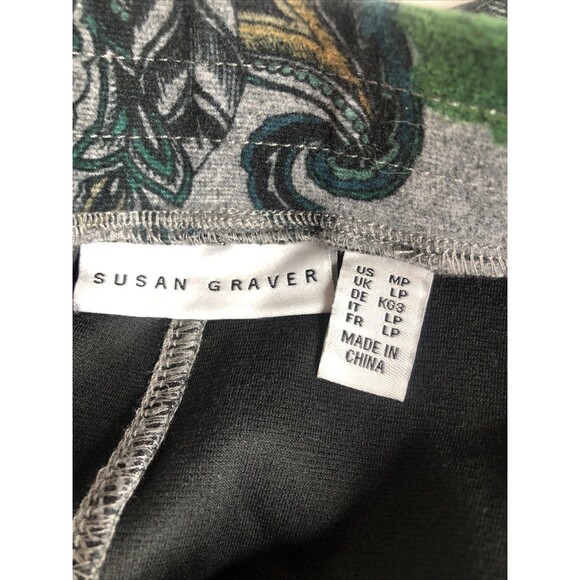 SUSAN GRAVER
US MP
UK LP
DE KG3
IT LP
FR LP
MADE IN
CHINA